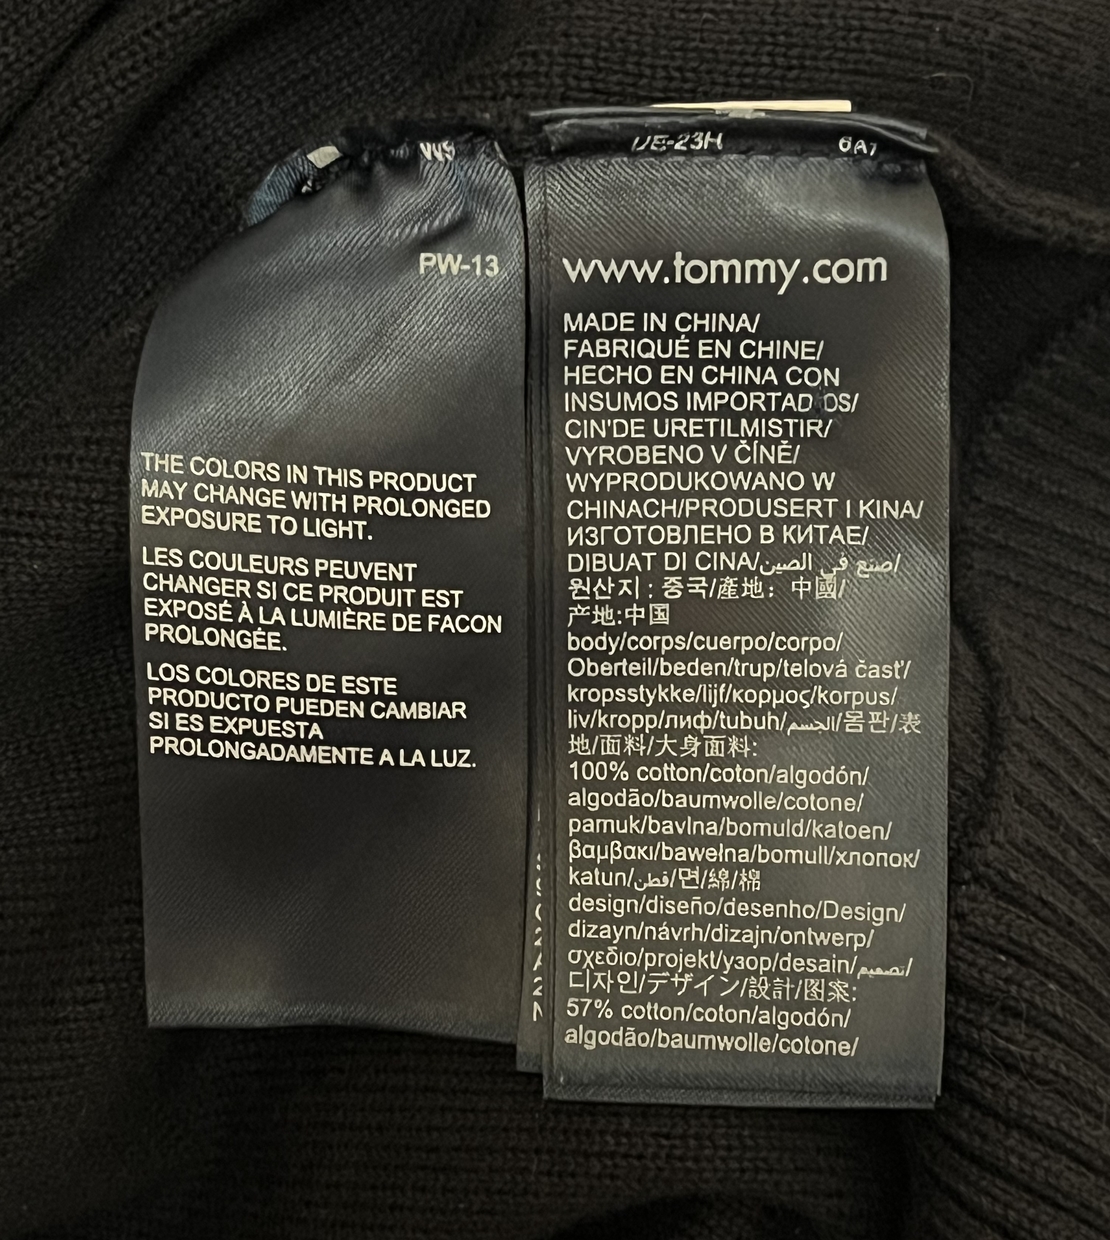 PW-13
THE COLORS IN THIS PRODUCT
MAY CHANGE WITH PROLONGED
EXPOSURE TO LIGHT.
LES COULEURS PEUVENT
CHANGER SI CE PRODUIT EST
EXPOSÉ À LA LUMIÈRE DE FACON
PROLONGÉE.
LOS COLORES DE ESTE
PRODUCTO PUEDEN CAMBIAR
SI ES EXPUESTA
PROLONGADAMENTE A LA LUZ.
-23H
www.tommy.com
MADE IN CHINA/
FABRIQUÉ EN CHINE/
HECHO EN CHINA CON
INSUMOS IMPORTADOS/
CIN'DE URETILMISTIR/
VYROBENO V ČÍNĚ/
WYPRODUKOWANO W
CHINACH/PRODUSERT I KINA/
ИЗГОТОВЛЕНО В КИТАЕ/
DIBUAT DI CINA/صنع في الصين/
원산지 : 중국/產地：中國/
产地:中国
body/corps/cuerpo/corpo/
Oberteil/beden/trup/telová časť/
kropsstykke/lijf/κορμος/korpus/
liv/kropp/лиф/tubuh/الجسم/몸판/表
地/面料/大身面料:
100% cotton/coton/algodón/
algodão/baumwolle/cotone/
pamuk/bavlna/bomuld/katoen/
βαμβακι/bawełna/bomull/хлопок/
katun/قطن/면/綿/棉
design/diseño/desenho/Design/
dizayn/návrh/dizajn/ontwerp/
σχεδιο/projekt/узор/desain/تصميم/
디자인/デザイン/設計/图案:
57% cotton/coton/algodón/
algodão/baumwolle/cotone/